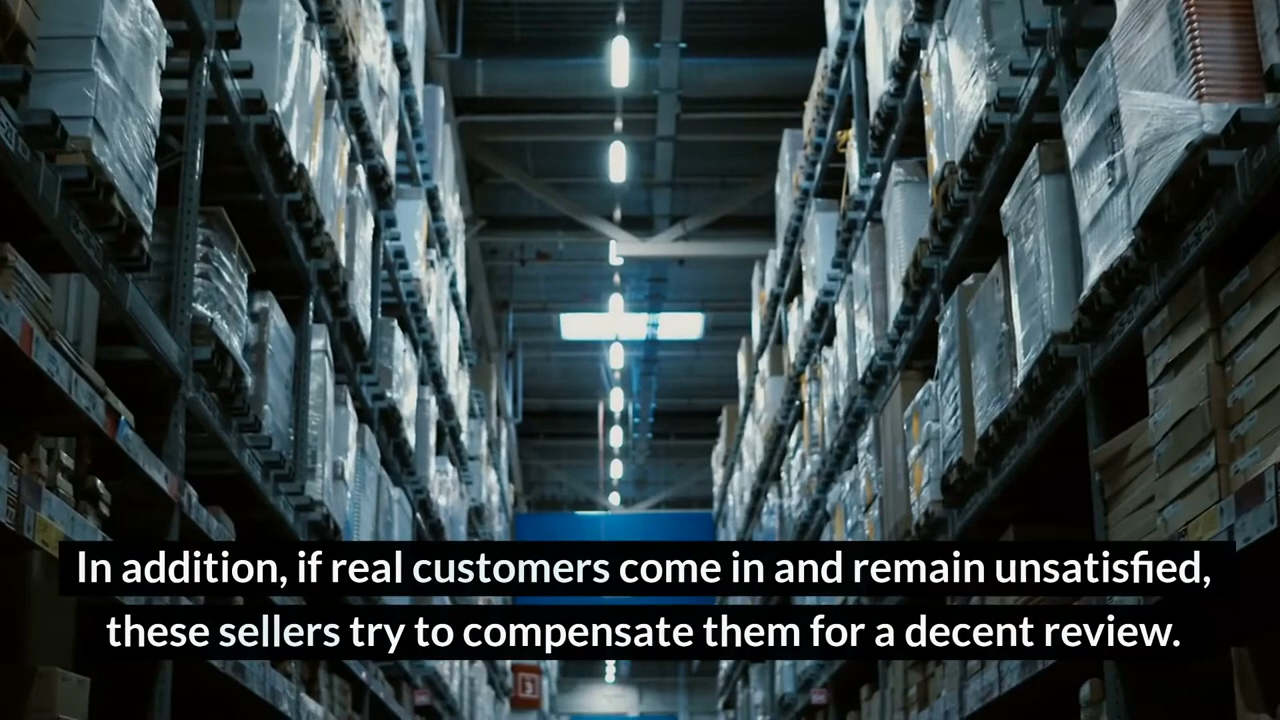 In addition, if real customers come in and remain unsatisfied,
these sellers try to compensate them for a decent review.